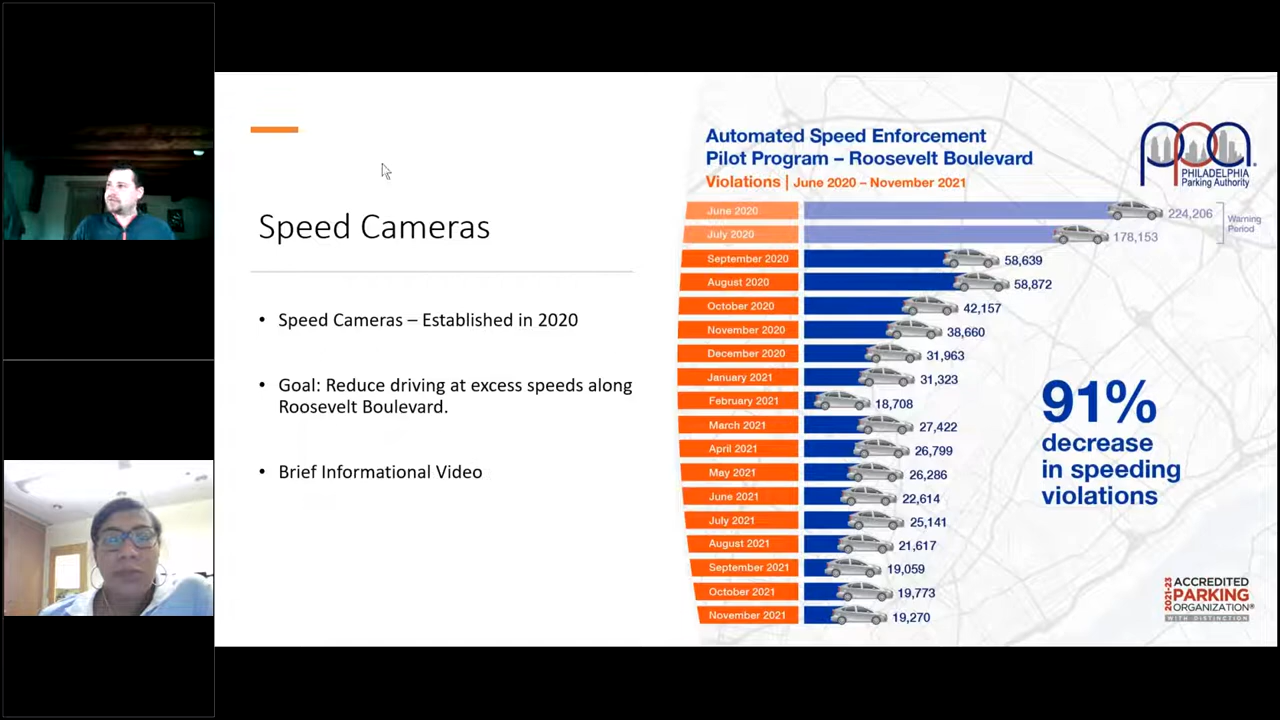 Speed Cameras
• Speed Cameras – Established in 2020
• Goal: Reduce driving at excess speeds along
Roosevelt Boulevard.
• Brief Informational Video
Automated Speed Enforcement
Pilot Program – Roosevelt Boulevard
Violations | June 2020 – November 2021
ppa
PHILADELPHIA
Parking Authority
June 2020 224,206
July 2020 178,153
Warning
Period
September 2020 58,639
August 2020 58,872
October 2020 42,157
November 2020 38,660
December 2020 31,963
January 2021 31,323
February 2021 18,708
March 2021 27,422
April 2021 26,799
May 2021 26,286
June 2021 22,614
July 2021 25,141
August 2021 21,617
September 2021 19,059
October 2021 19,773
November 2021 19,270
91%
decrease
in speeding
violations
2021-23
ACCREDITED
PARKING
ORGANIZATION®
WITH DISTINCTION